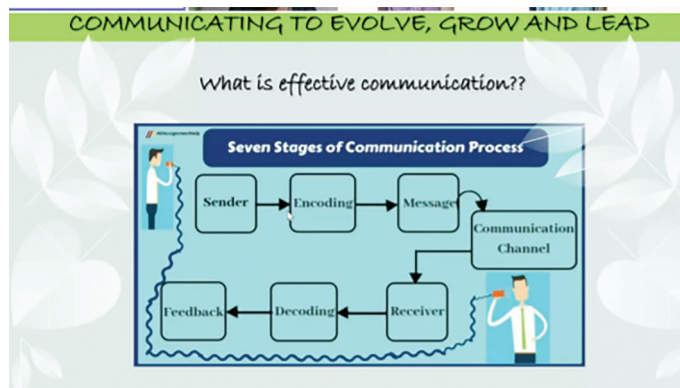 COMMUNICATING TO EVOLVE, GROW AND LEAD
What is effective communication??
Seven Stages of Communication Process
Sender
Encoding
Message
Communication
Channel
Receiver
Decoding
Feedback